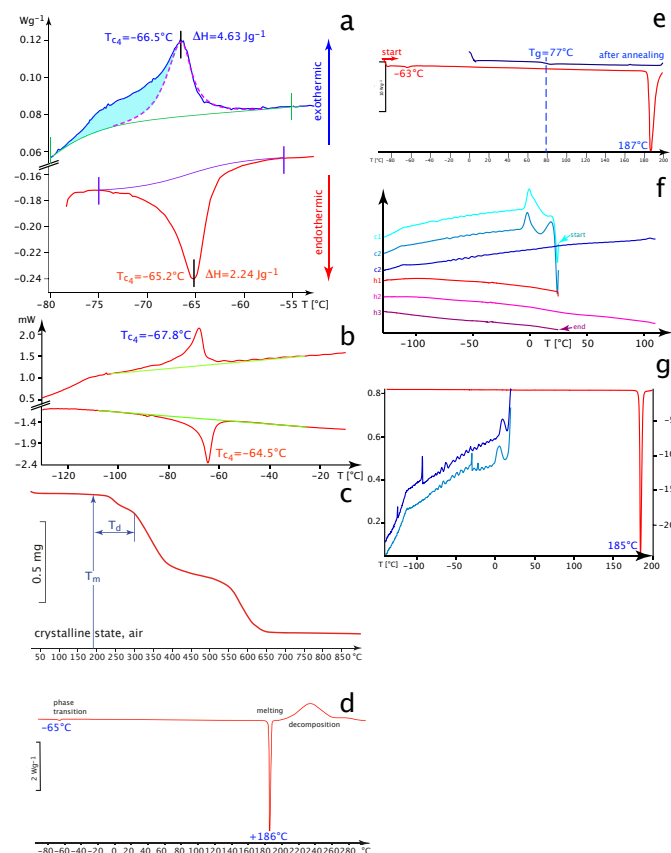 a
Wg⁻¹
Tc₄=−66.5°C ΔH=4.63 Jg⁻¹
0.12
0.10
0.08
0.06
−0.16
−0.18
−0.20
−0.22
−0.24
exothermic
endothermic
Tc₄=−65.2°C ΔH=2.24 Jg⁻¹
−80 −75 −70 −65 −60 −55 T [°C]
b
mW
Tc₄=−67.8°C
2.0
1.5
1.0
0.5
−1.4
−1.9
−2.4
Tc₄=−64.5°C
−120 −100 −80 −60 −40 −20
T [°C]
c
Td
Tm
0.5 mg
crystalline state, air
50 100 150 200 250 300 350 400 450 500 550 600 650 700 750 850 °C
d
phase
transition
−65°C
melting
decomposition
2 Wg⁻¹
+186°C
−80 −60 −40 −20 0 20 40 60 80 100 120 140 160 180 200 220 240 260 280 °C
e
start
−63°C
Tg=77°C
after annealing
187°C
T [°C] −80 −60 −40 −20 0 20 40 60 80 100 120 140 160 180 200
f
c1
c2
c2
h1
h2
h3
start
end
−100 −50 0 50 100
T [°C]
g
0.8
0.6
0.4
0.2
−5
−10
−15
−20
185°C
T [°C] −100 −50 0 50 100 150 200